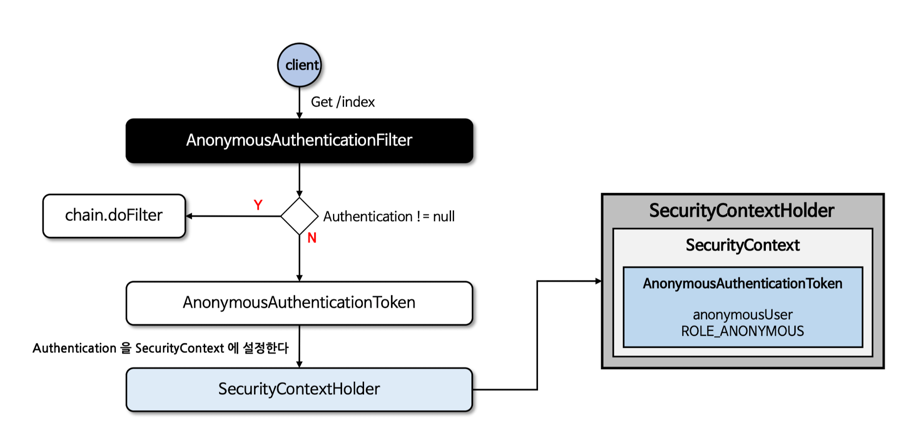 client
Get /index
AnonymousAuthenticationFilter
Y
chain.doFilter
Authentication != null
N
AnonymousAuthenticationToken
Authentication 을 SecurityContext 에 설정한다
SecurityContextHolder
SecurityContextHolder
SecurityContext
AnonymousAuthenticationToken
anonymousUser
ROLE_ANONYMOUS